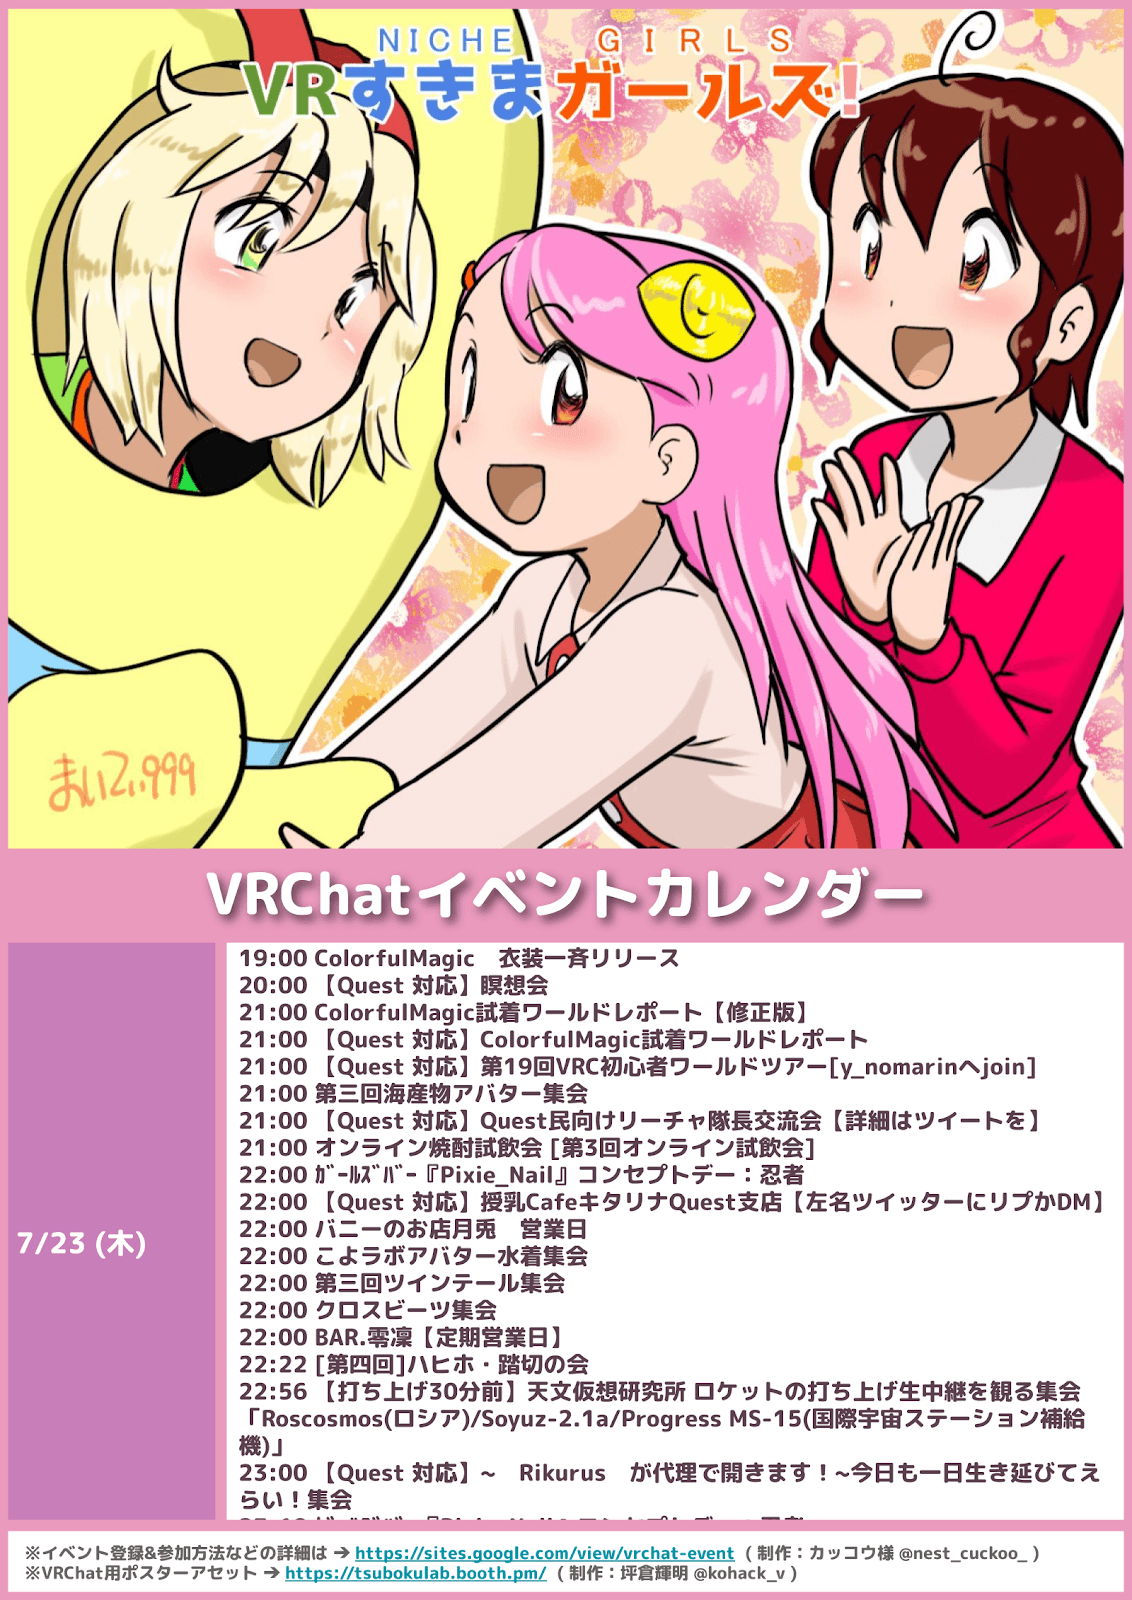 NICHE GIRLS
VRすきまガールズ!
まいてぃ999
VRChatイベントカレンダー
7/23 (木)
19:00 ColorfulMagic　衣装一斉リリース
20:00 【Quest 対応】瞑想会
21:00 ColorfulMagic試着ワールドレポート【修正版】
21:00 【Quest 対応】ColorfulMagic試着ワールドレポート
21:00 【Quest 対応】第19回VRC初心者ワールドツアー[y_nomarinへjoin]
21:00 第三回海産物アバター集会
21:00 【Quest 対応】Quest民向けリーチャ隊長交流会【詳細はツイートを】
21:00 オンライン焼酎試飲会 [第3回オンライン試飲会]
22:00 ｶﾞｰﾙｽﾞﾊﾞｰ『Pixie_Nail』コンセプトデー：忍者
22:00 【Quest 対応】授乳CafeキタリナQuest支店【左名ツイッターにリプかDM】
22:00 バニーのお店月兎　営業日
22:00 こよラボアバター水着集会
22:00 第三回ツインテール集会
22:00 クロスビーツ集会
22:00 BAR.零凜【定期営業日】
22:22 [第四回]ハヒホ・踏切の会
22:56 【打ち上げ30分前】天文仮想研究所 ロケットの打ち上げ生中継を観る集会
「Roscosmos(ロシア)/Soyuz-2.1a/Progress MS-15(国際宇宙ステーション補給
機)」
23:00 【Quest 対応】~　Rikurus　が代理で開きます！~今日も一日生き延びてえ
らい！集会
※イベント登録&参加方法などの詳細は ➔ https://sites.google.com/view/vrchat-event ( 制作：カッコウ様 @nest_cuckoo_ )
※VRChat用ポスターアセット ➔ https://tsubokulab.booth.pm/ ( 制作：坪倉輝明 @kohack_v )